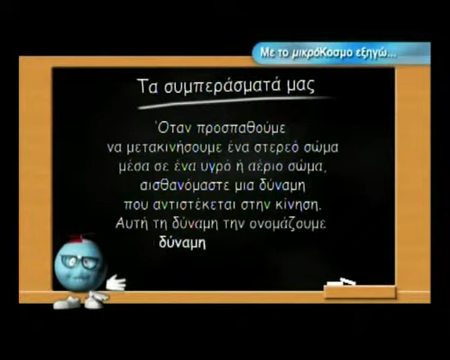 Με το μικρόΚοσμο εξηγώ...
Τα συμπεράσματά μας
Όταν προσπαθούμε
να μετακινήσουμε ένα στερεό σώμα
μέσα σε ένα υγρό ή αέριο σώμα,
αισθανόμαστε μια δύναμη
που αντιστέκεται στην κίνηση.
Αυτή τη δύναμη την ονομάζουμε
δύναμη